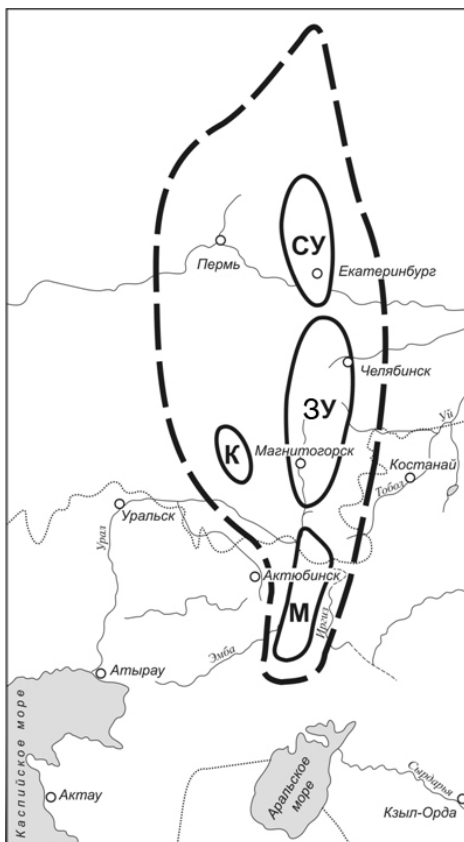 СУ
Пермь
Екатеринбург
Челябинск
ЗУ
Уй
К
Магнитогорск
Костанай
Тобол
Уральск
Урал
Актюбинск
М
Иргиз
Эмба
Атырау
Каспийское море
Актау
Аральское
море
Сырдарья
Кзыл-Орда